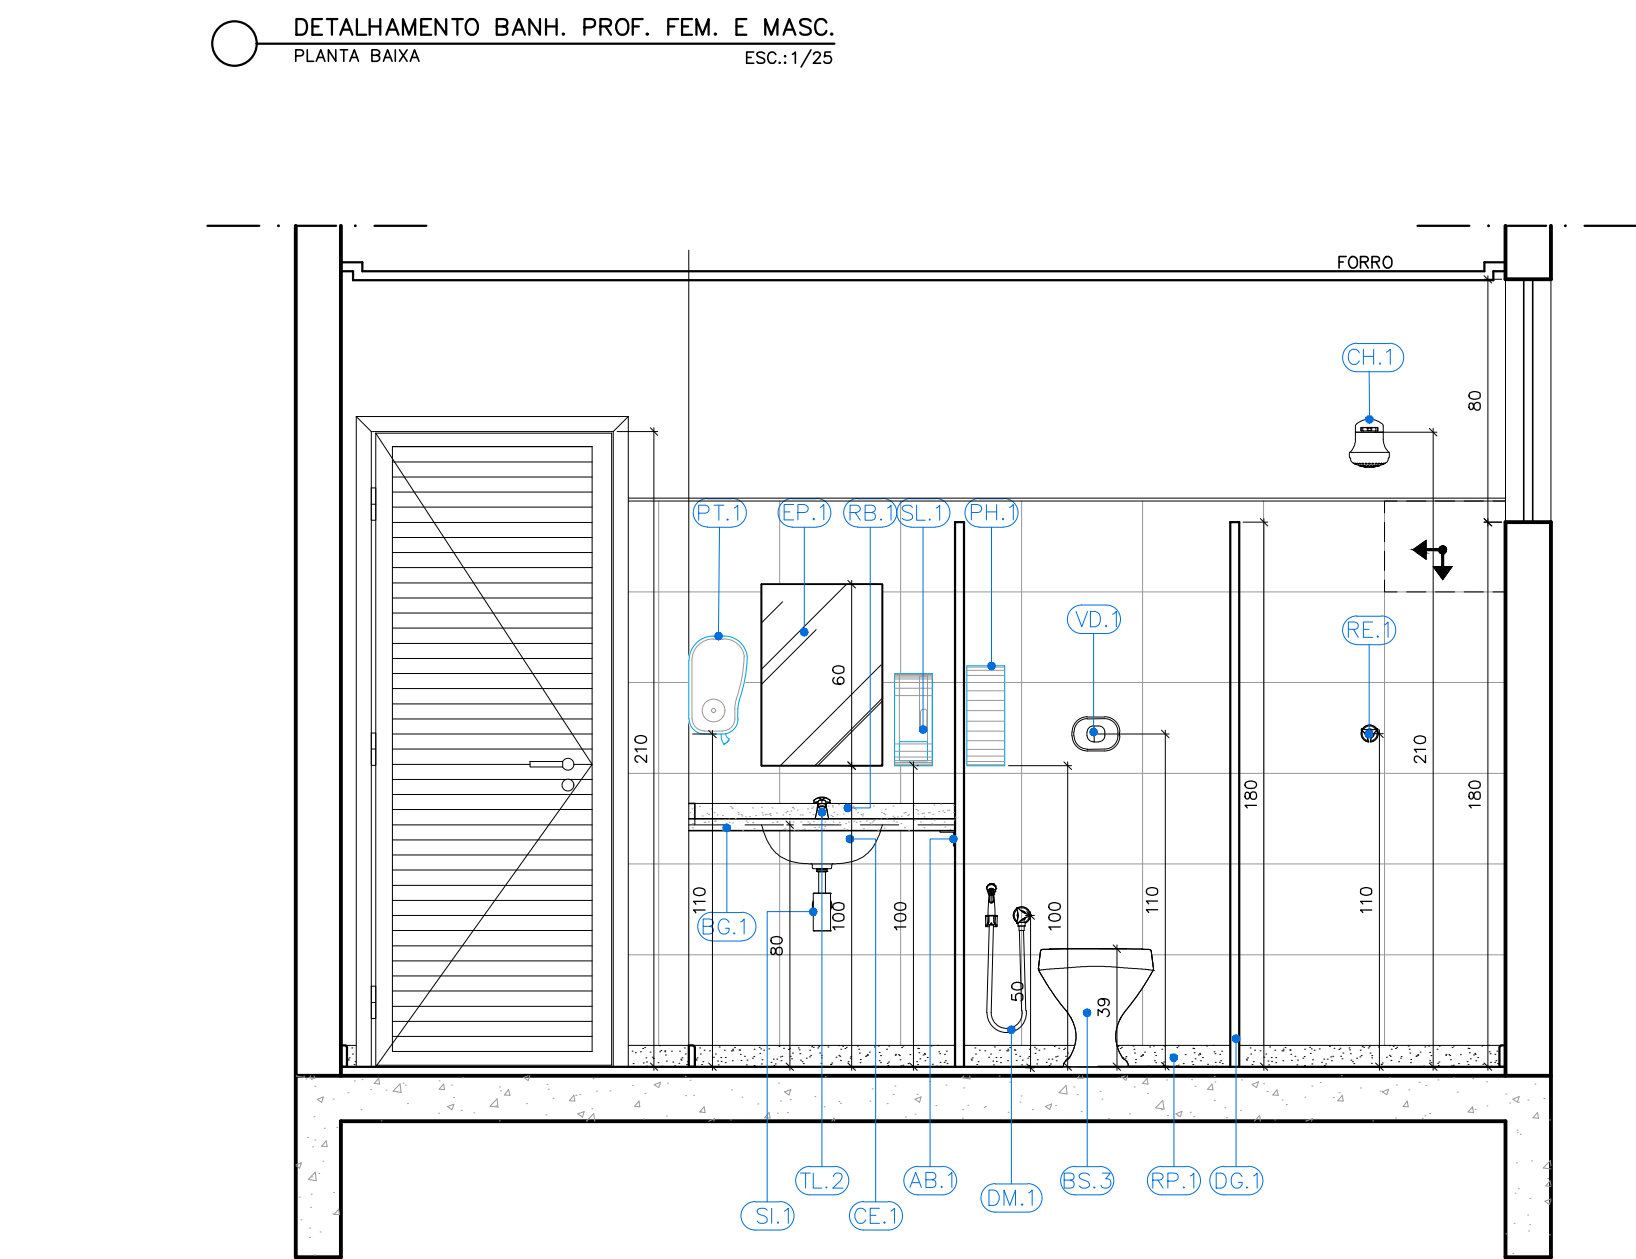 DETALHAMENTO BANH. PROF. FEM. E MASC.
PLANTA BAIXA ESC.:1/25
FORRO
CH.1
80
PT.1 EP.1 RB.1 SL.1 PH.1
VD.1 RE.1
60
210 210
180 180
110 BG.1 80 100 100 100 110 110
50 39
TL.2 AB.1 DM.1 BS.3 RP.1 DG.1
SI.1 CE.1